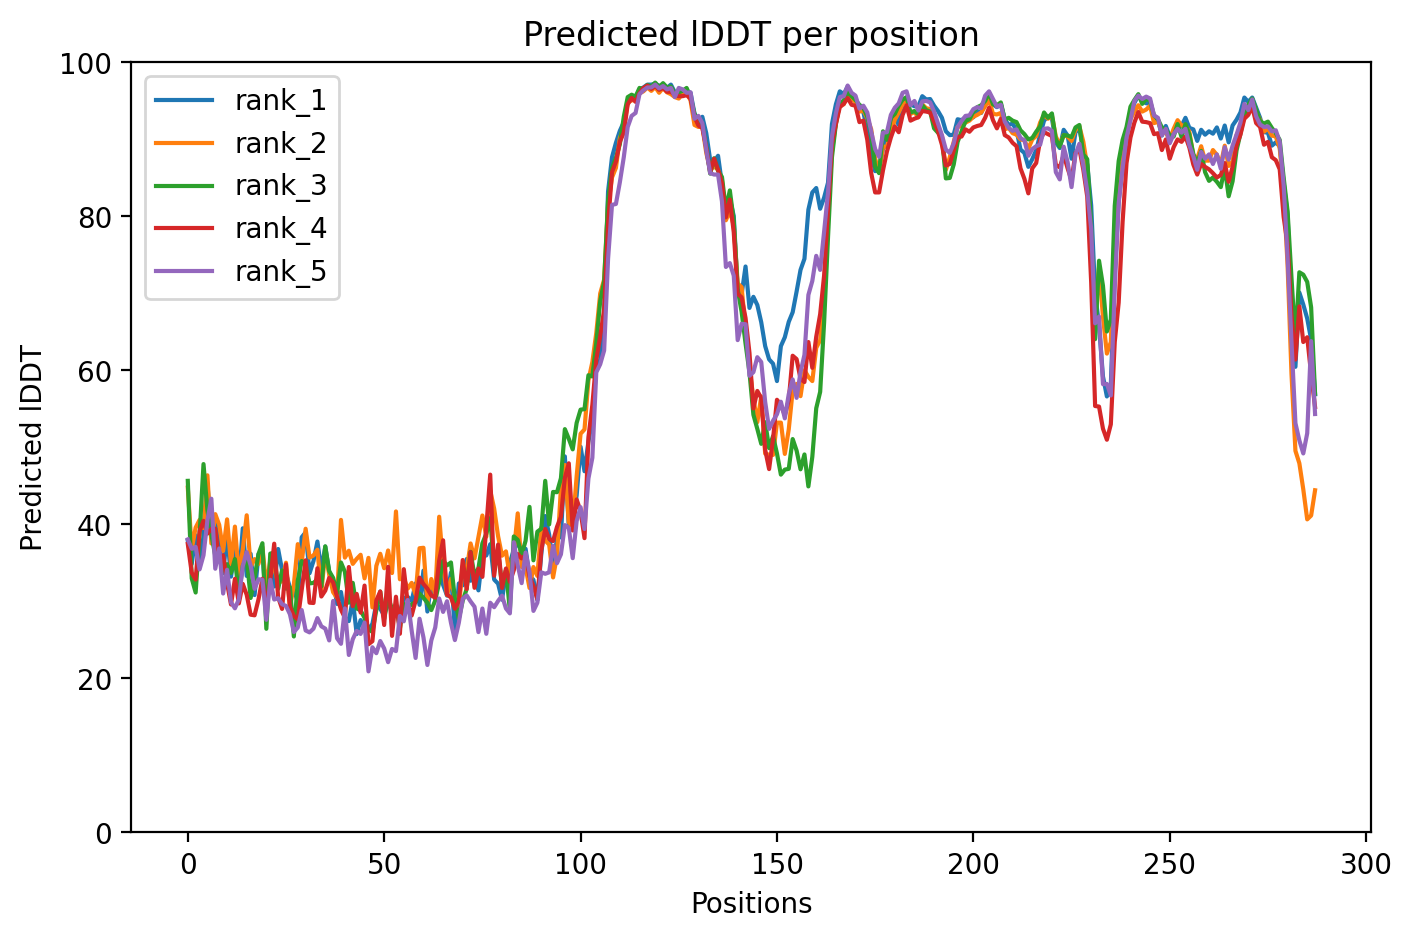 Predicted lDDT per position
100
80
60
40
20
0
Predicted lDDT
rank_1
rank_2
rank_3
rank_4
rank_5
0 50 100 150 200 250 300
Positions